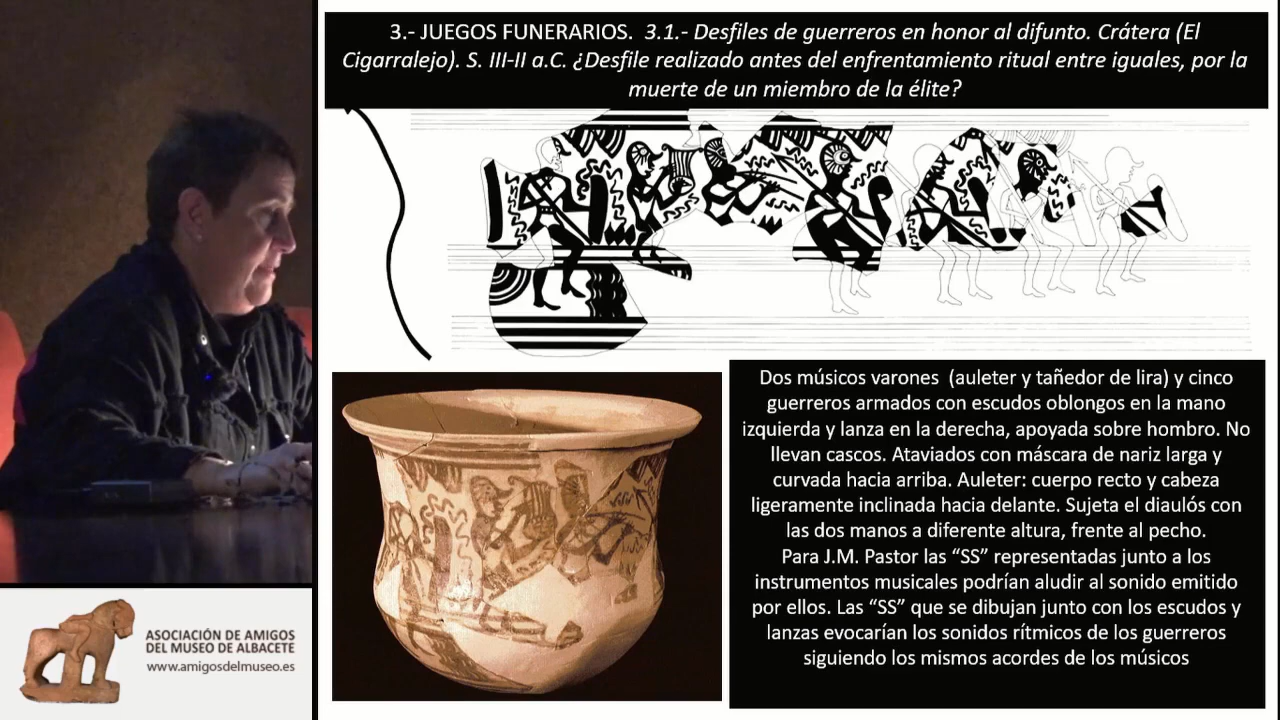 3.- JUEGOS FUNERARIOS. 3.1.- Desfiles de guerreros en honor al difunto. Crátera (El
Cigarralejo). S. III-II a.C. ¿Desfile realizado antes del enfrentamiento ritual entre iguales, por la
muerte de un miembro de la élite?
Dos músicos varones (auleter y tañedor de lira) y cinco
guerreros armados con escudos oblongos en la mano
izquierda y lanza en la derecha, apoyada sobre hombro. No
llevan cascos. Ataviados con máscara de nariz larga y
curvada hacia arriba. Auleter: cuerpo recto y cabeza
ligeramente inclinada hacia delante. Sujeta el diaulós con
las dos manos a diferente altura, frente al pecho.
Para J.M. Pastor las “SS” representadas junto a los
instrumentos musicales podrían aludir al sonido emitido
por ellos. Las “SS” que se dibujan junto con los escudos y
lanzas evocarían los sonidos rítmicos de los guerreros
siguiendo los mismos acordes de los músicos
ASOCIACIÓN DE AMIGOS
DEL MUSEO DE ALBACETE
www.amigosdelmuseo.es